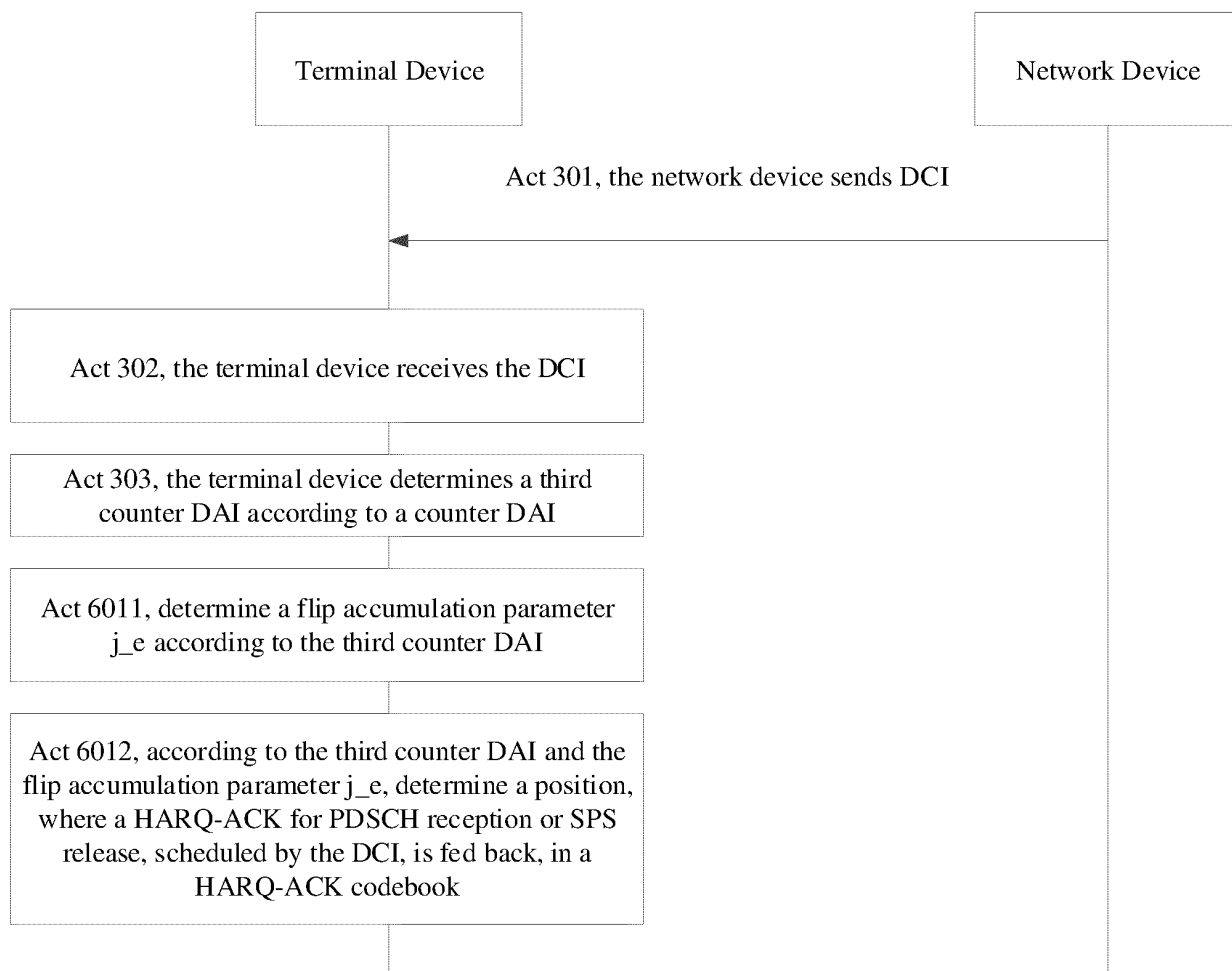 Terminal Device
Network Device
Act 301, the network device sends DCI
Act 302, the terminal device receives the DCI
Act 303, the terminal device determines a third
counter DAI according to a counter DAI
Act 6011, determine a flip accumulation parameter
j_e according to the third counter DAI
Act 6012, according to the third counter DAI and the
flip accumulation parameter j_e, determine a position,
where a HARQ-ACK for PDSCH reception or SPS
release, scheduled by the DCI, is fed back, in a
HARQ-ACK codebook